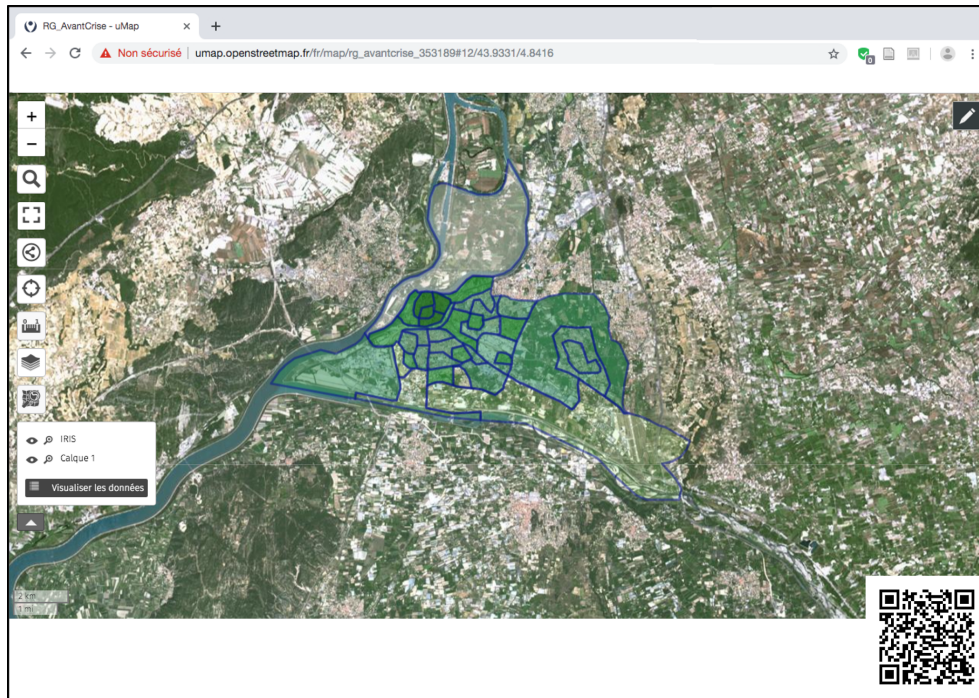 RG_AvantCrise - uMap
Non sécurisé | umap.openstreetmap.fr/fr/map/rg_avantcrise_353189#12/43.9331/4.8416
0
IRIS
Calque 1
Visualiser les données
2 km
1 mi